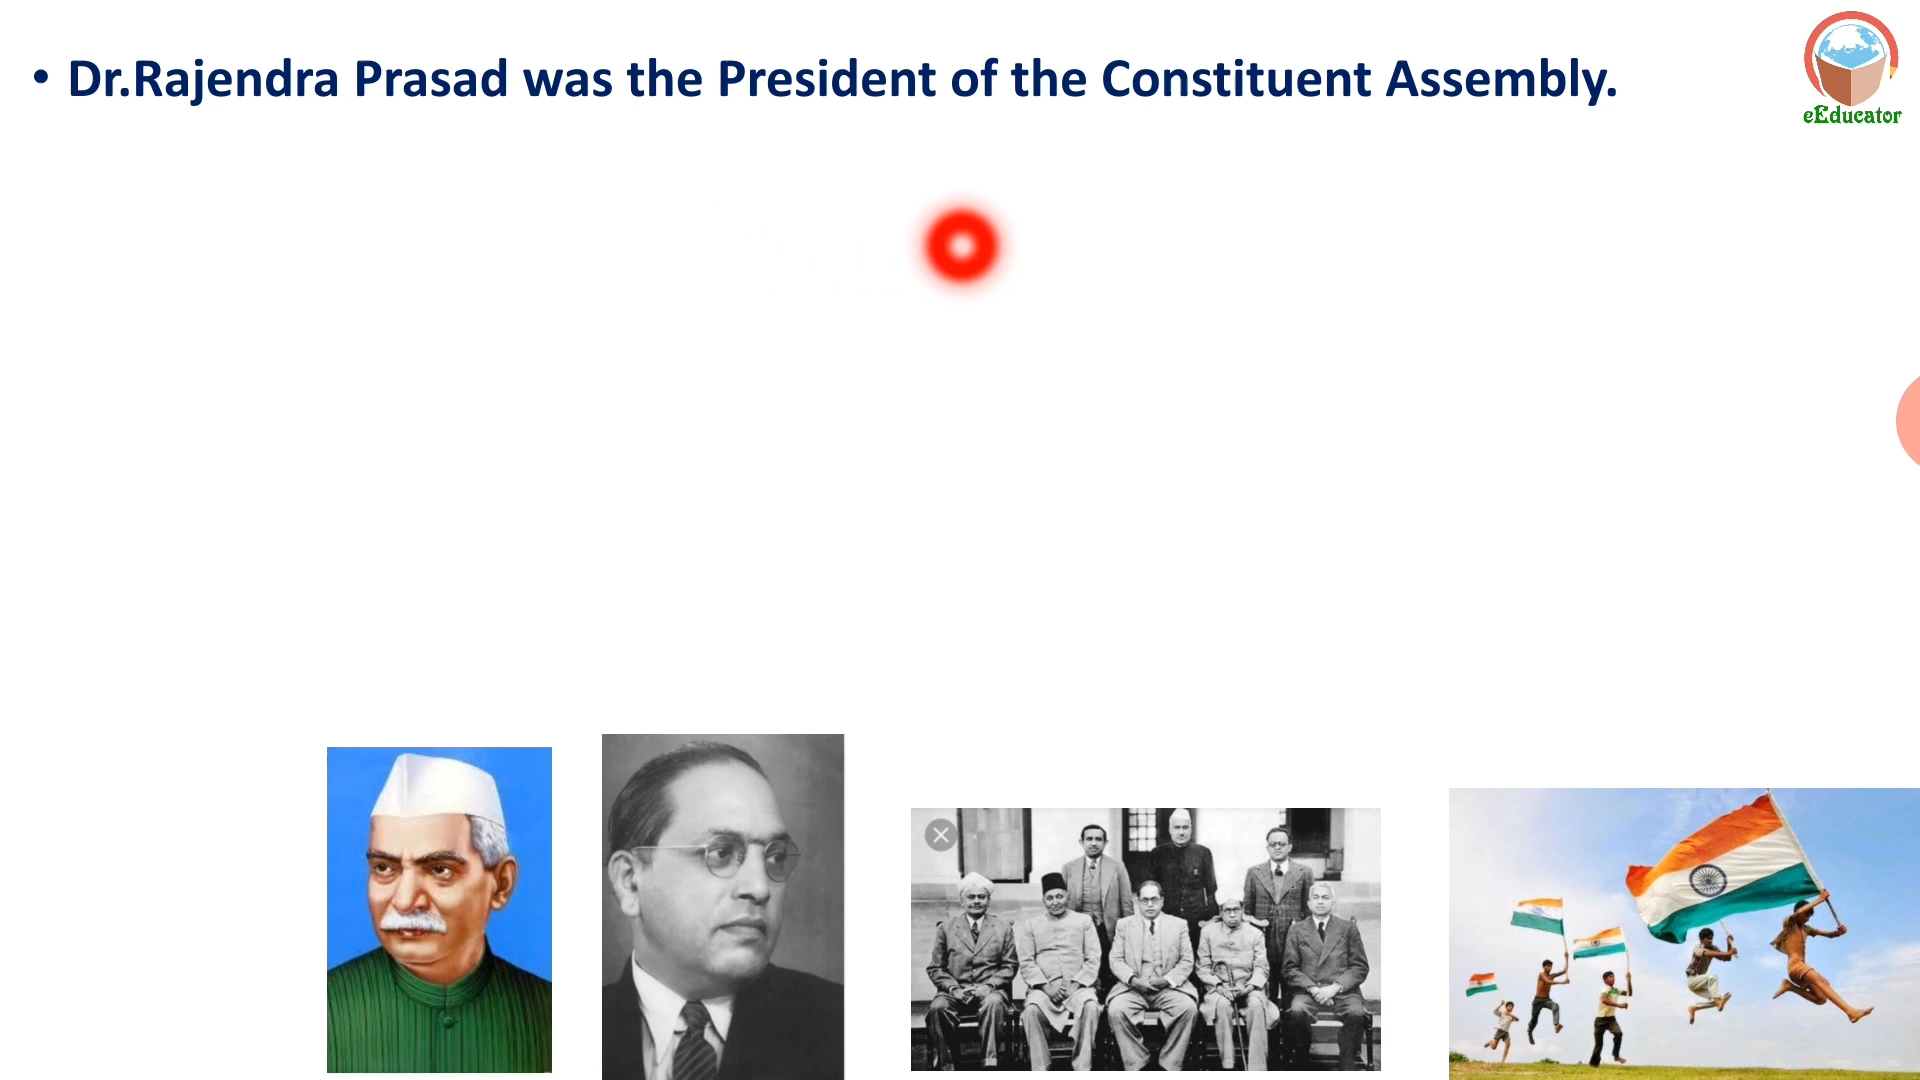 • Dr.Rajendra Prasad was the President of the Constituent Assembly.
eEducator